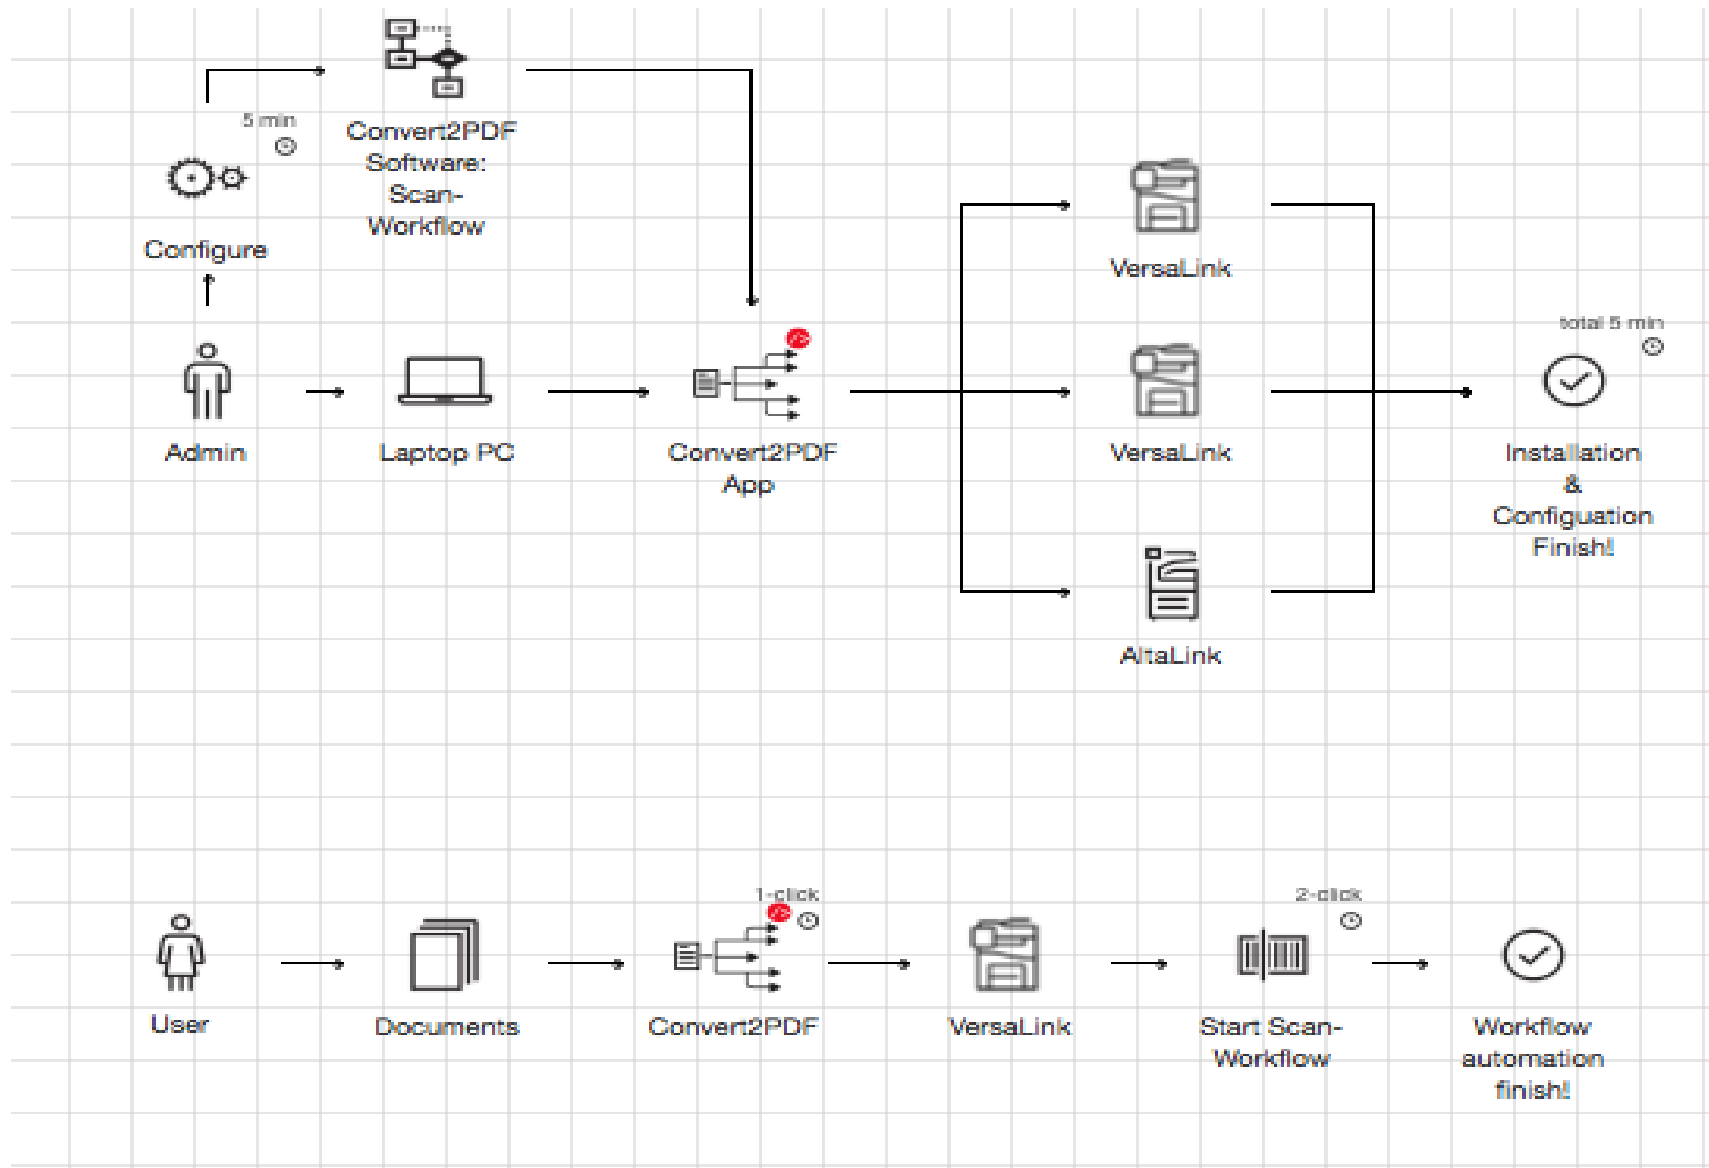 5 min
Convert2PDF
Software:
Scan-
Workflow
Configure
VersaLink
total 5 min
Admin
Laptop PC
Convert2PDF
App
VersaLink
Installation
&
Configuation
Finish!
AltaLink
1-click
2-click
User
Documents
Convert2PDF
VersaLink
Start Scan-
Workflow
Workflow
automation
finish!